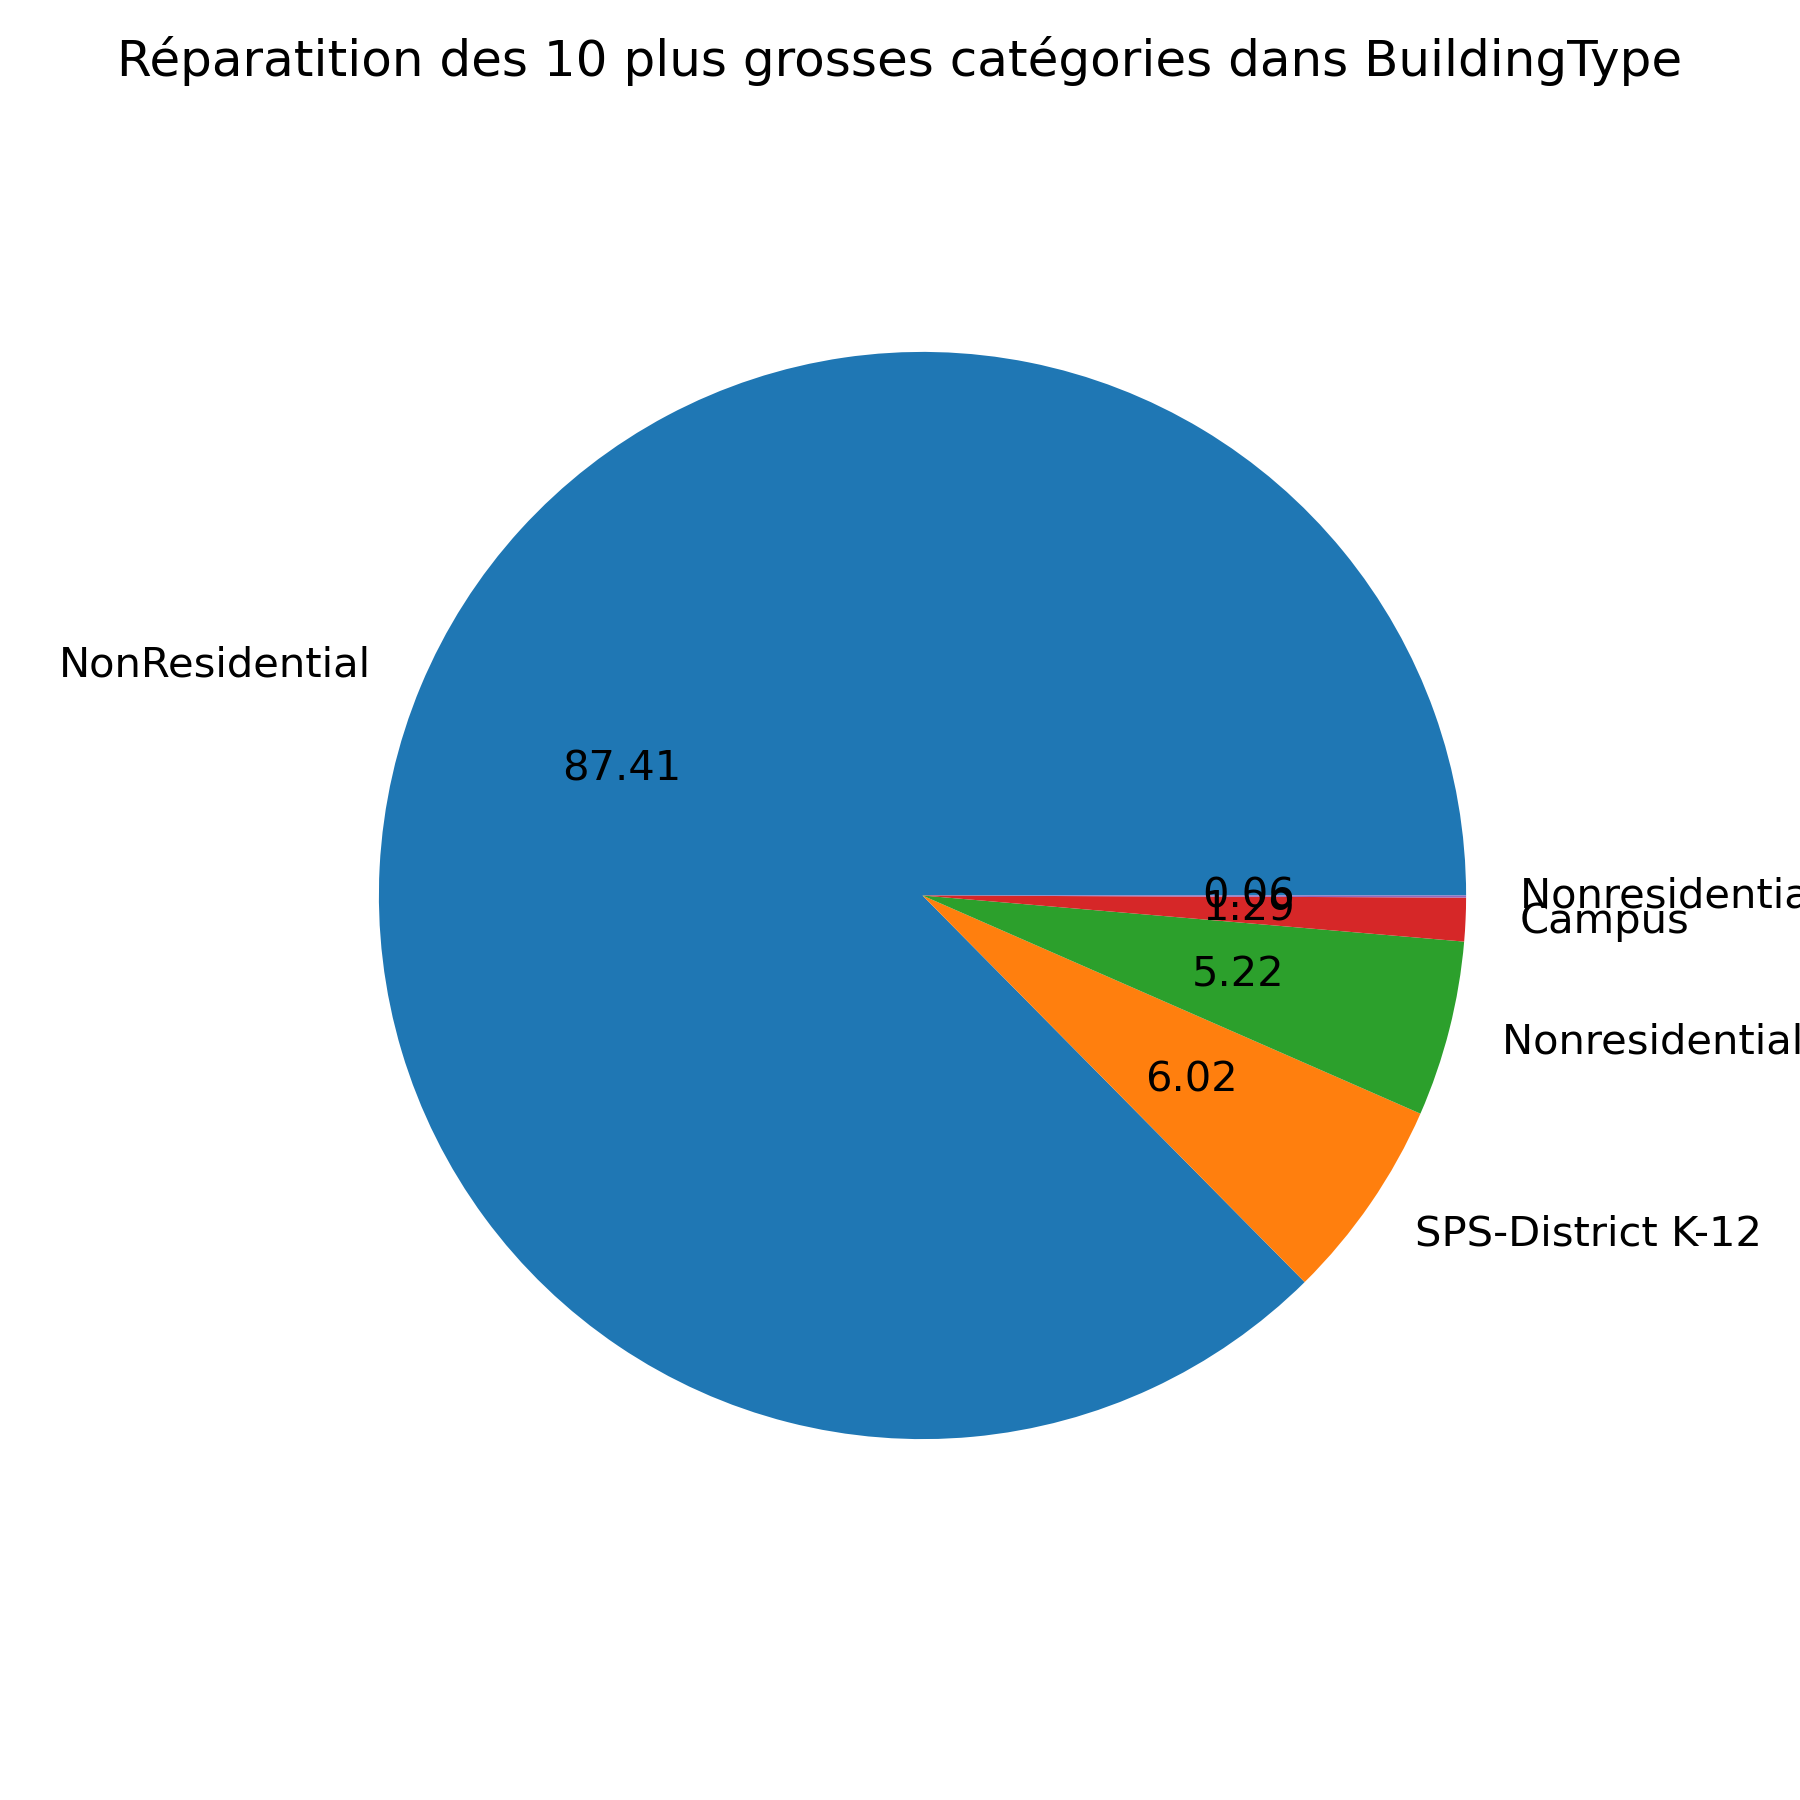 Réparatition des 10 plus grosses catégories dans BuildingType
NonResidential
87.41
0.06
Nonresidentia
1.29
Campus
5.22
Nonresidential
6.02
SPS-District K-12